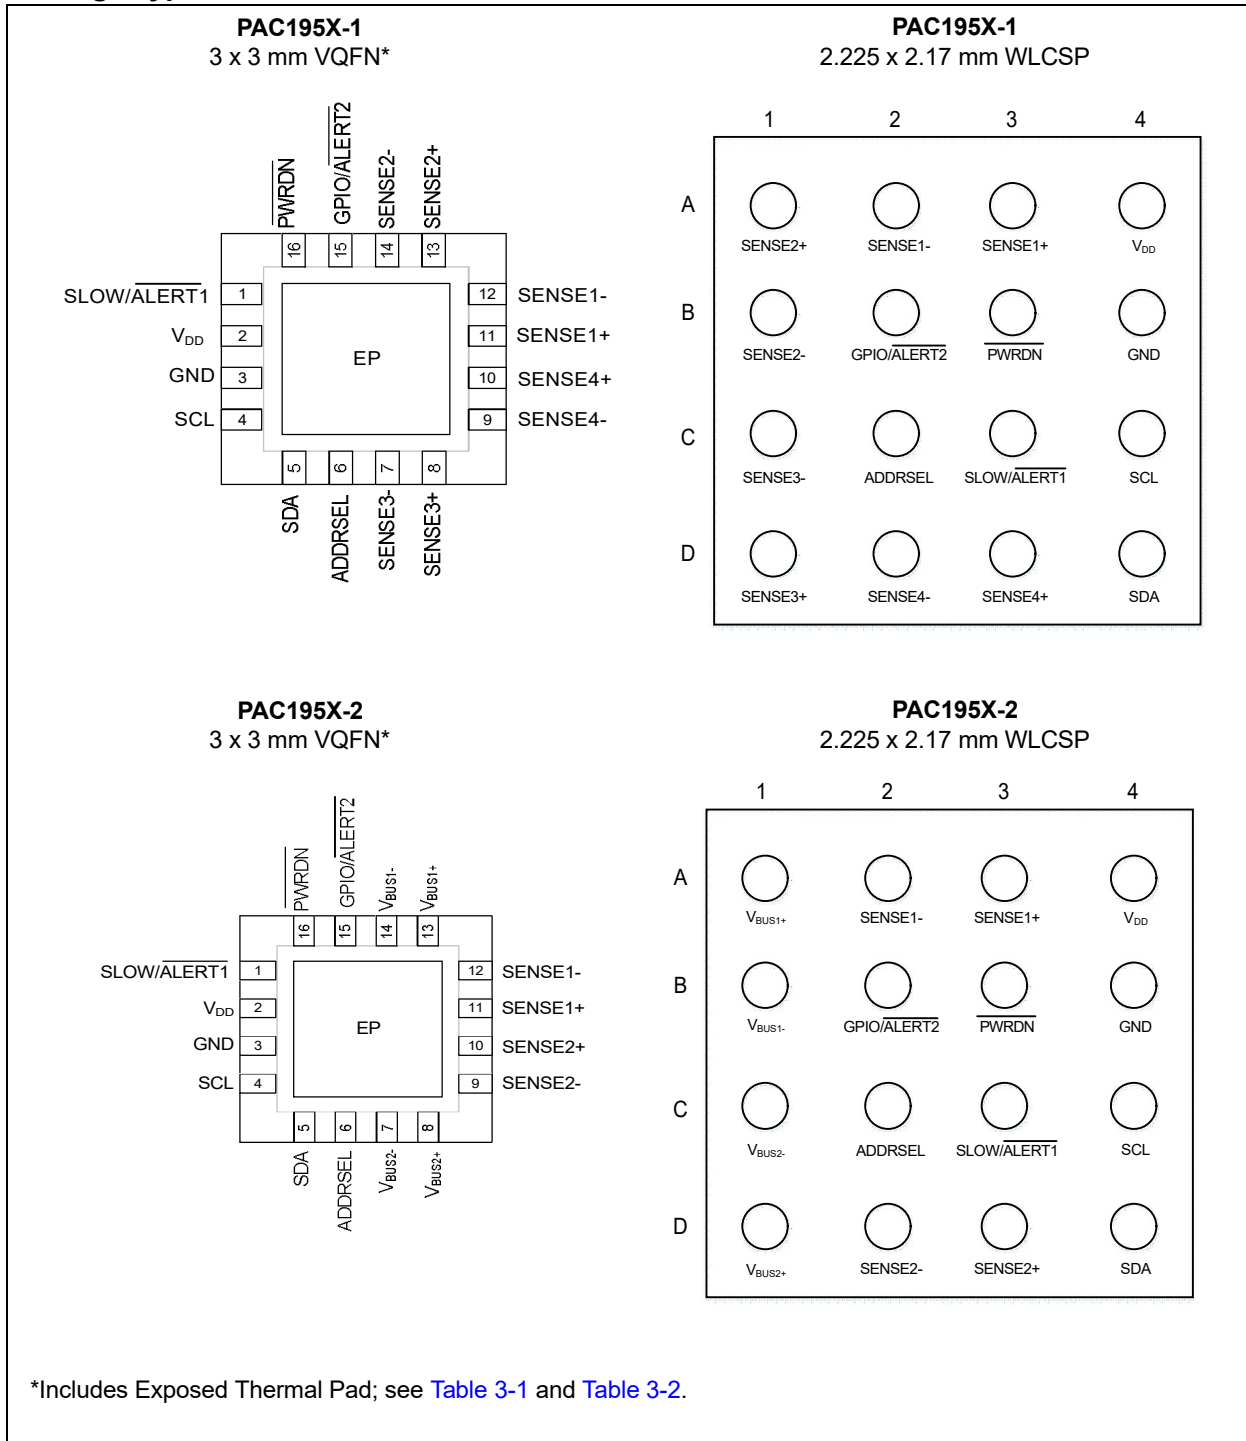 PAC195X-1
3 x 3 mm VQFN*
PWRDN
GPIO/ALERT2
SENSE2-
SENSE2+
16
15
14
13
SLOW/ALERT1 1
VDD 2
GND 3
SCL 4
EP
12 SENSE1-
11 SENSE1+
10 SENSE4+
9 SENSE4-
5
6
7
8
SDA
ADDRSEL
SENSE3-
SENSE3+
PAC195X-1
2.225 x 2.17 mm WLCSP
1 2 3 4
A
SENSE2+ SENSE1- SENSE1+ VDD
B
SENSE2- GPIO/ALERT2 PWRDN GND
C
SENSE3- ADDRSEL SLOW/ALERT1 SCL
D
SENSE3+ SENSE4- SENSE4+ SDA
PAC195X-2
3 x 3 mm VQFN*
PWRDN
GPIO/ALERT2
VBUS1-
VBUS1+
16
15
14
13
SLOW/ALERT1 1
VDD 2
GND 3
SCL 4
EP
12 SENSE1-
11 SENSE1+
10 SENSE2+
9 SENSE2-
5
6
7
8
SDA
ADDRSEL
VBUS2-
VBUS2+
PAC195X-2
2.225 x 2.17 mm WLCSP
1 2 3 4
A
VBUS1+ SENSE1- SENSE1+ VDD
B
VBUS1- GPIO/ALERT2 PWRDN GND
C
VBUS2- ADDRSEL SLOW/ALERT1 SCL
D
VBUS2+ SENSE2- SENSE2+ SDA
*Includes Exposed Thermal Pad; see Table 3-1 and Table 3-2.